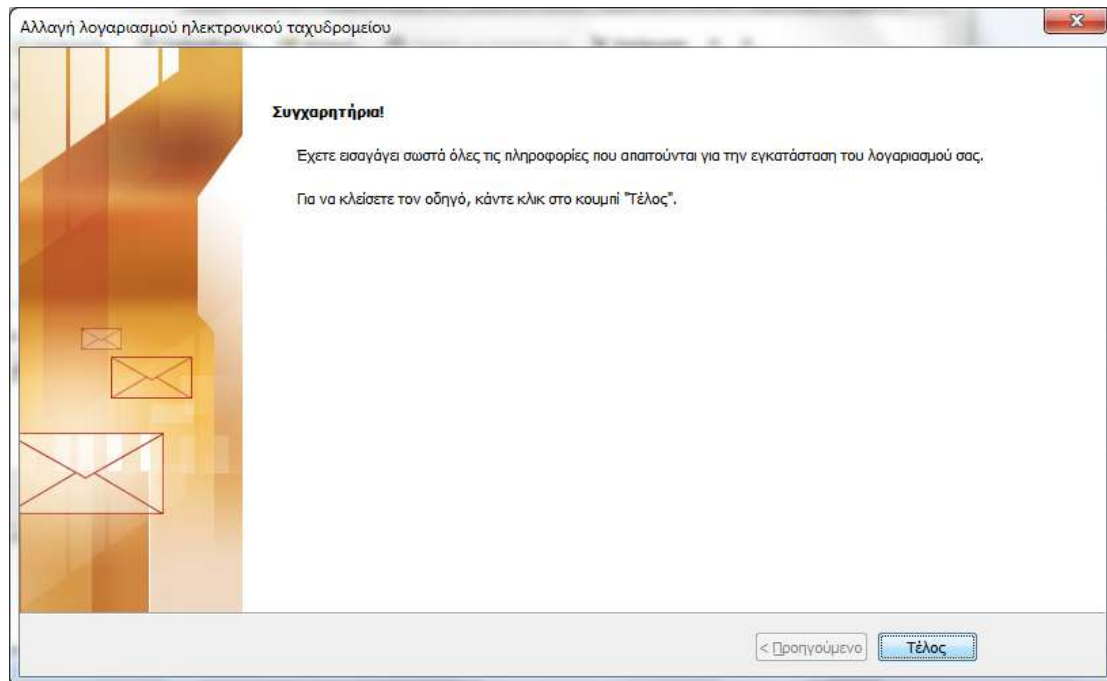 Αλλαγή λογαριασμού ηλεκτρονικού ταχυδρομείου
Συγχαρητήρια!
Έχετε εισαγάγει σωστά όλες τις πληροφορίες που απαιτούνται για την εγκατάσταση του λογαριασμού σας.
Για να κλείσετε τον οδηγό, κάντε κλικ στο κουμπί "Τέλος".
< Προηγούμενο Τέλος